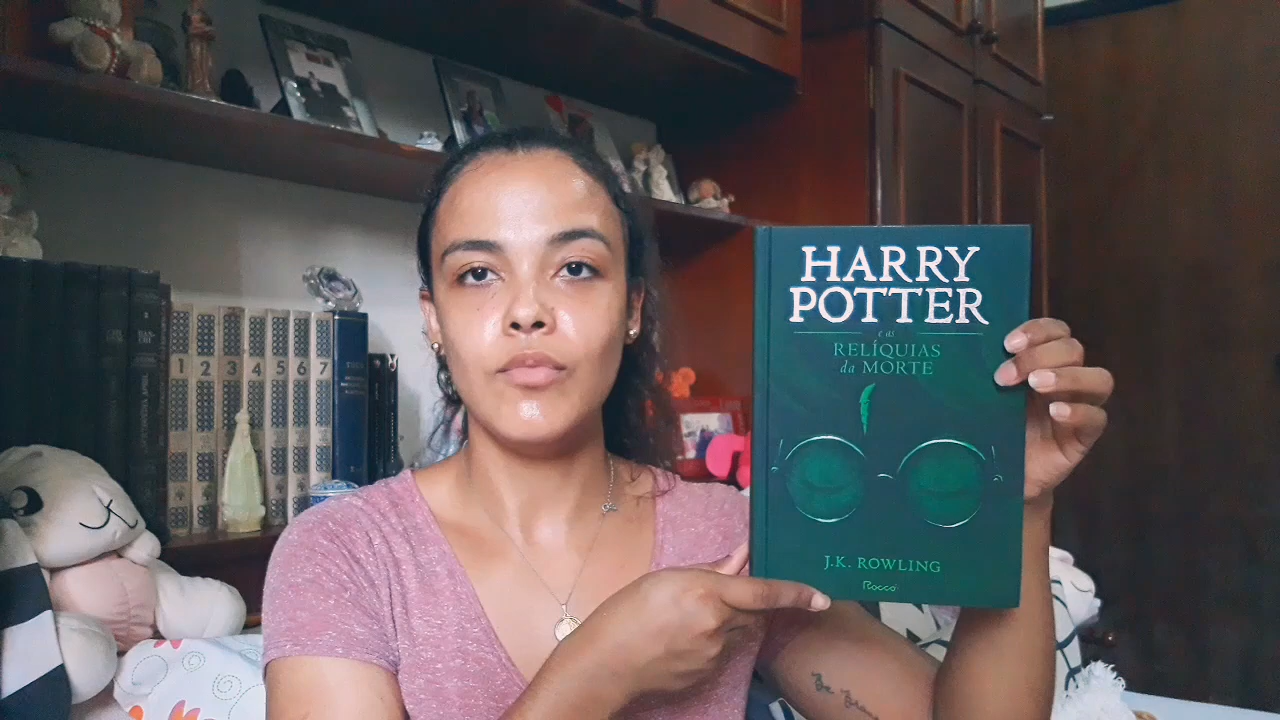 HARRY
POTTER
e as
RELÍQUIAS
da MORTE
J.K. ROWLING
Rocco
1 2 3 4 5 6 7